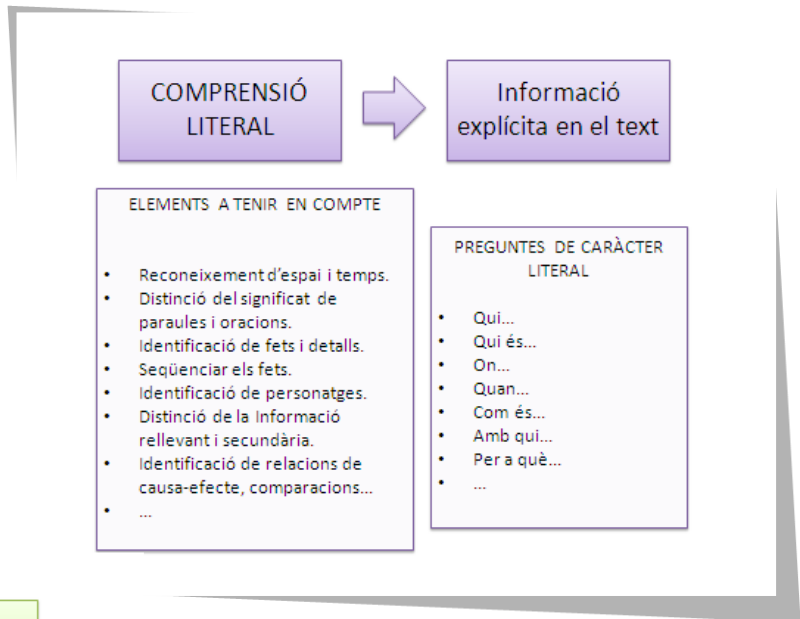 COMPRENSIÓ
LITERAL
Informació
explícita en el text
ELEMENTS A TENIR EN COMPTE
• Reconeixement d'espai i temps.
• Distinció del significat de
paraules i oracions.
• Identificació de fets i detalls.
• Seqüenciar els fets.
• Identificació de personatges.
• Distinció de la Informació
rellevant i secundària.
• Identificació de relacions de
causa-efecte, comparacions...
• ...
PREGUNTES DE CARÀCTER
LITERAL
• Qui...
• Qui és...
• On...
• Quan...
• Com és...
• Amb qui...
• Per a què...
• ...